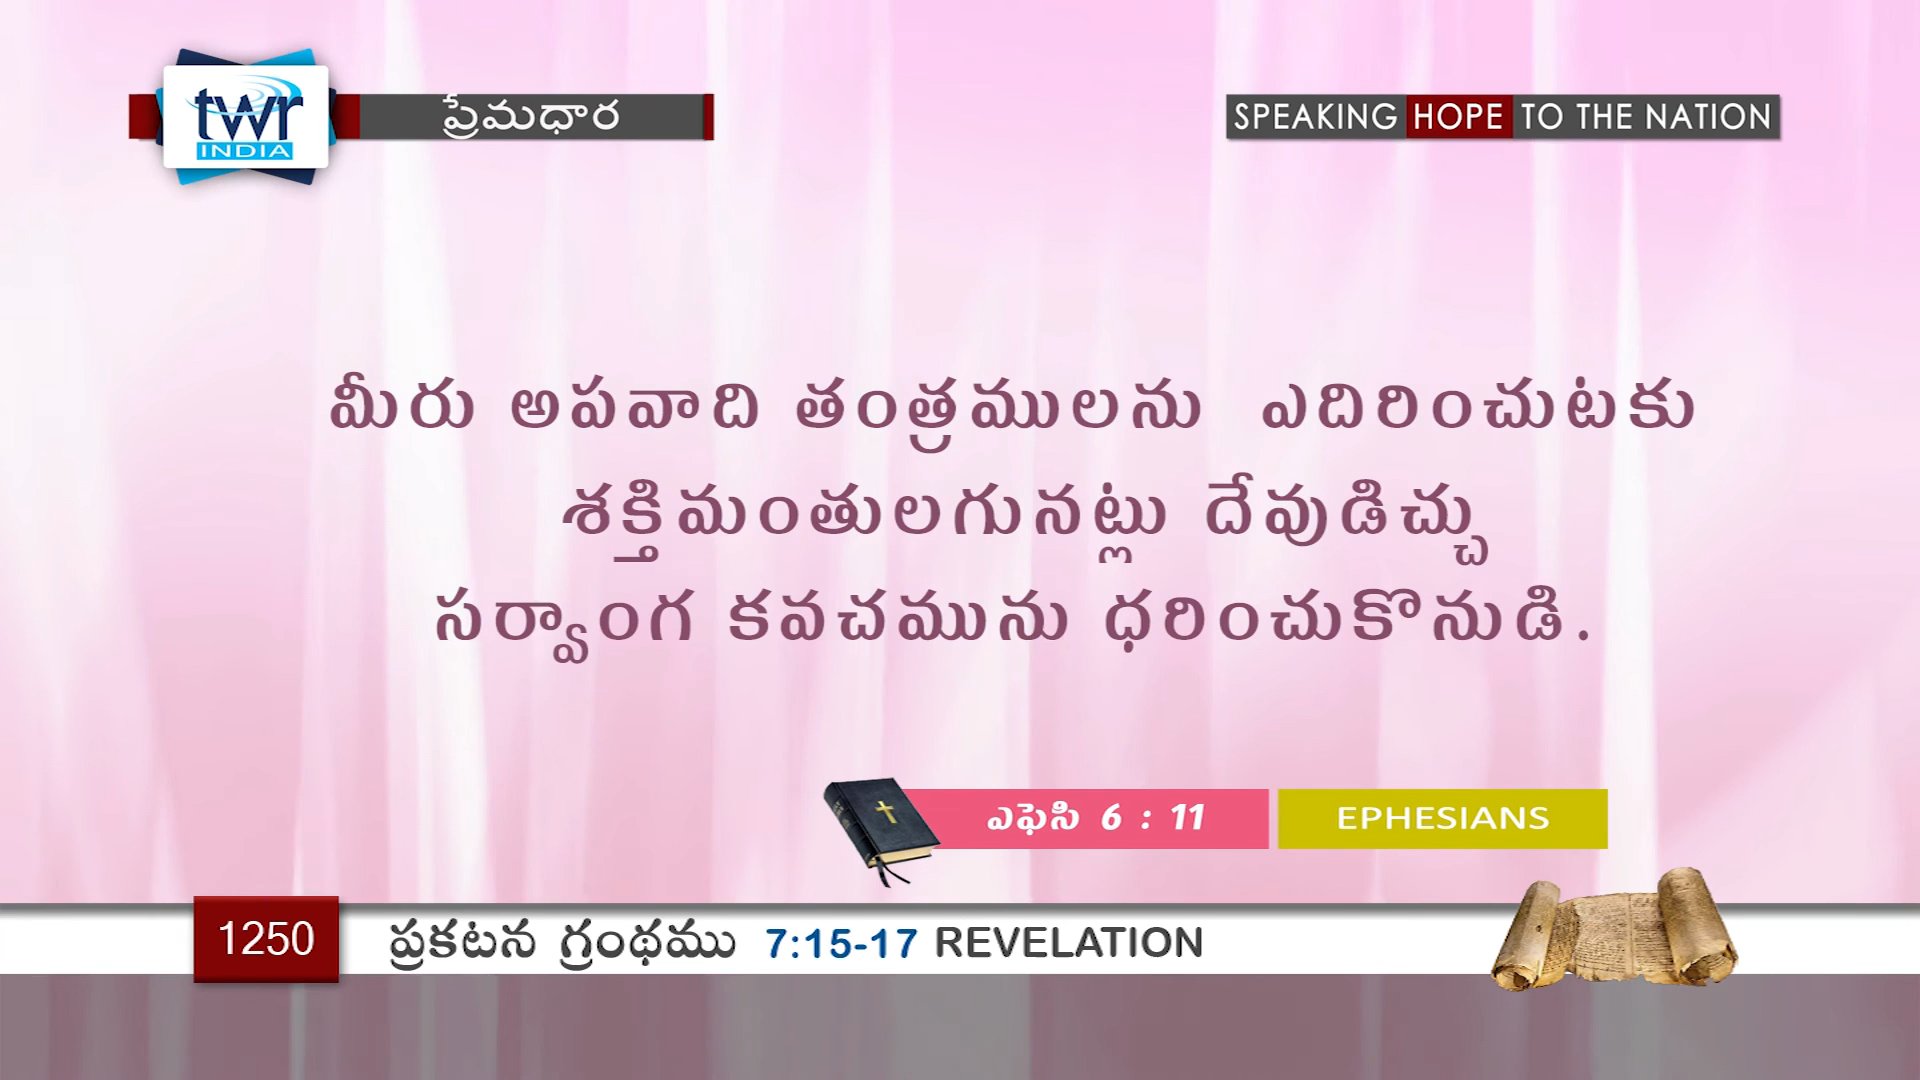 twr
INDIA
ప్రేమధార
SPEAKING HOPE TO THE NATION
మీరు అపవాది తంత్రములను ఎదిరించుటకు
శక్తిమంతులగునట్లు దేవుడిచ్చు
సర్వాంగ కవచమును ధరించుకొనుడి.
ఎఫెసి 6 : 11
EPHESIANS
1250
ప్రకటన గ్రంథము 7:15-17 REVELATION